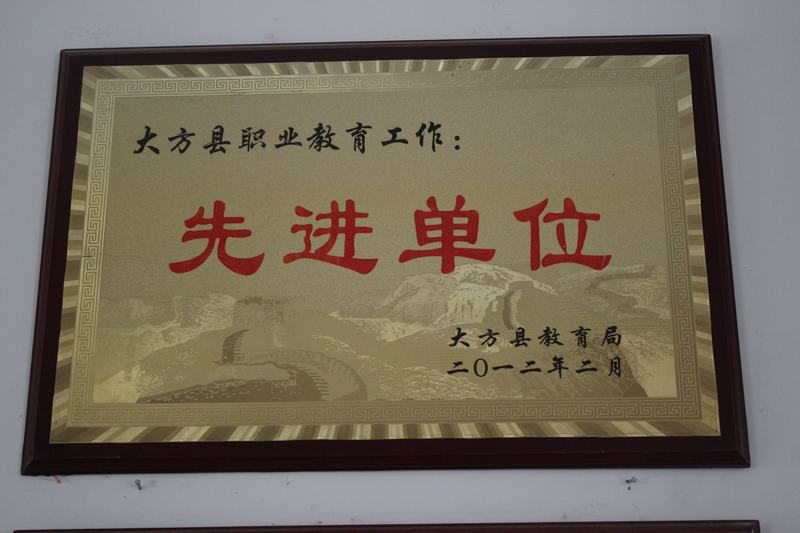 大方县职业教育工作：
先进单位
大方县教育局
二〇一二年二月